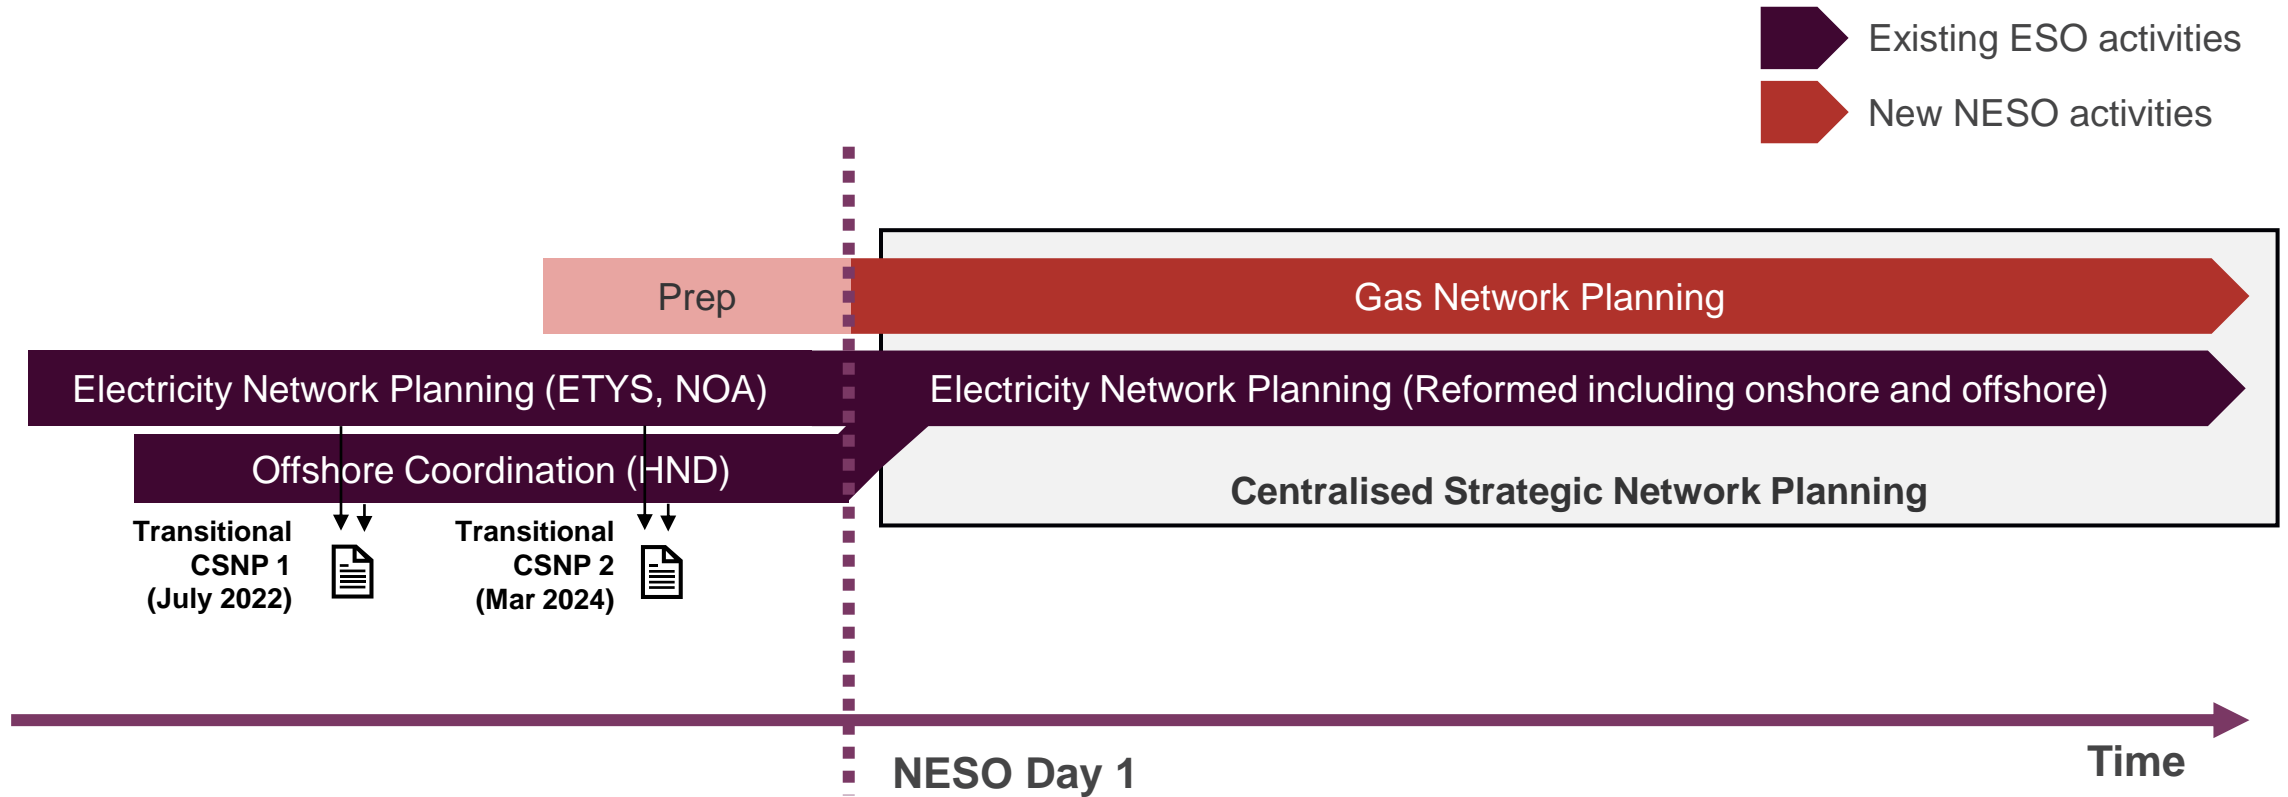 Existing ESO activities
New NESO activities
Prep
Gas Network Planning
Electricity Network Planning (ETYS, NOA)
Electricity Network Planning (Reformed including onshore and offshore)
Offshore Coordination (HND)
Centralised Strategic Network Planning
Transitional
CSNP 1
(July 2022)
Transitional
CSNP 2
(Mar 2024)
NESO Day 1
Time